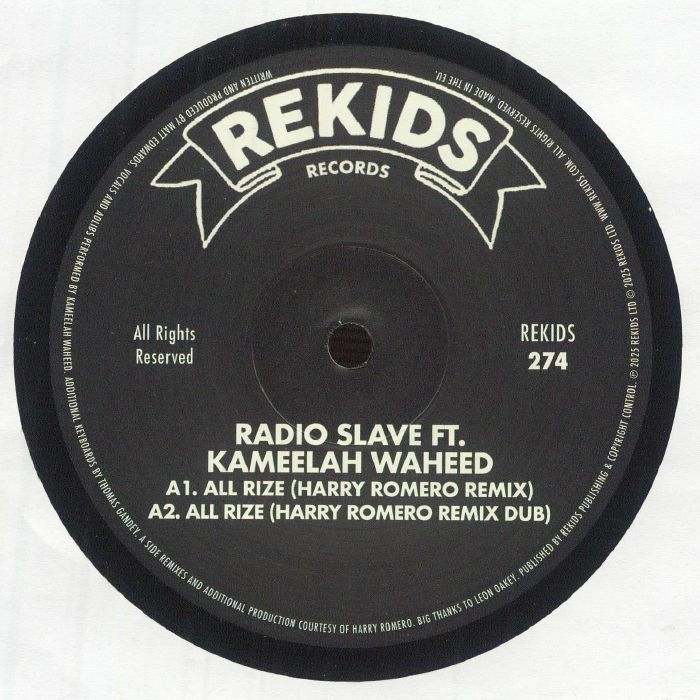 REKIDS
RECORDS
All Rights
Reserved
REKIDS
274
RADIO SLAVE FT.
KAMEELAH WAHEED
A1. ALL RIZE (HARRY ROMERO REMIX)
A2. ALL RIZE (HARRY ROMERO REMIX DUB)
WRITTEN AND PRODUCED BY MATT EDWARDS. VOCALS AND ADLIBS PERFORMED BY KAMEELAH WAHEED. ADDITIONAL KEYBOARDS BY THOMAS GANDEY. A SIDE REMIXES AND ADDITIONAL PRODUCTION COURTESY OF HARRY ROMERO. BIG THANKS TO LEON OAKEY. PUBLISHED BY REKIDS PUBLISHING & COPYRIGHT CONTROL. ℗ 2025 REKIDS LTD © 2025 REKIDS LTD. WWW.REKIDS.COM. ALL RIGHTS RESERVED. MADE IN THE EU.